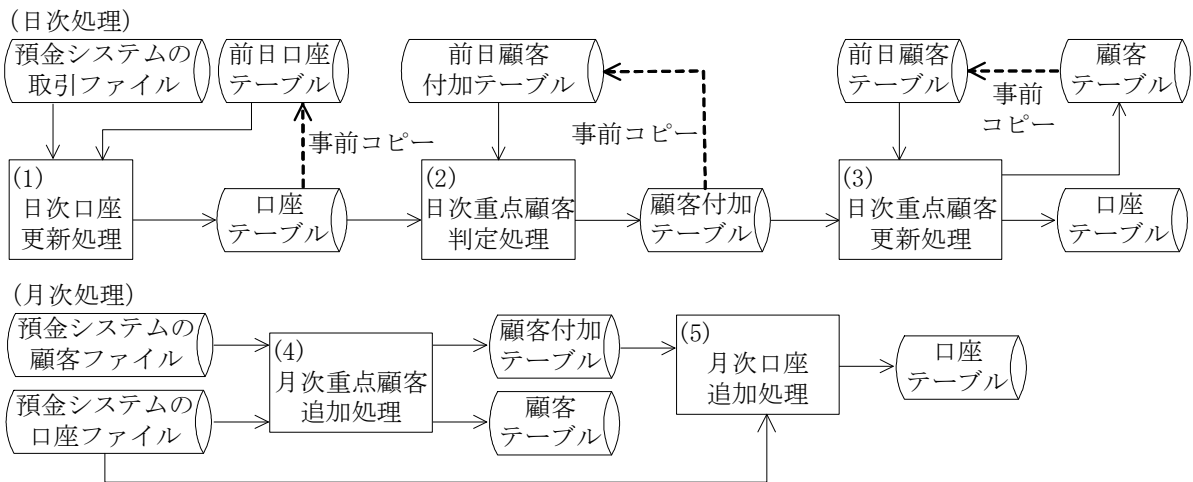 (日次処理)
預金システムの
取引ファイル
前日口座
テーブル
前日顧客
付加テーブル
前日顧客
テーブル
顧客
テーブル
事前コピー
事前コピー
事前
コピー
(1)
日次口座
更新処理
口座
テーブル
(2)
日次重点顧客
判定処理
顧客付加
テーブル
(3)
日次重点顧客
更新処理
口座
テーブル
(月次処理)
預金システムの
顧客ファイル
預金システムの
口座ファイル
(4)
月次重点顧客
追加処理
顧客付加
テーブル
顧客
テーブル
(5)
月次口座
追加処理
口座
テーブル